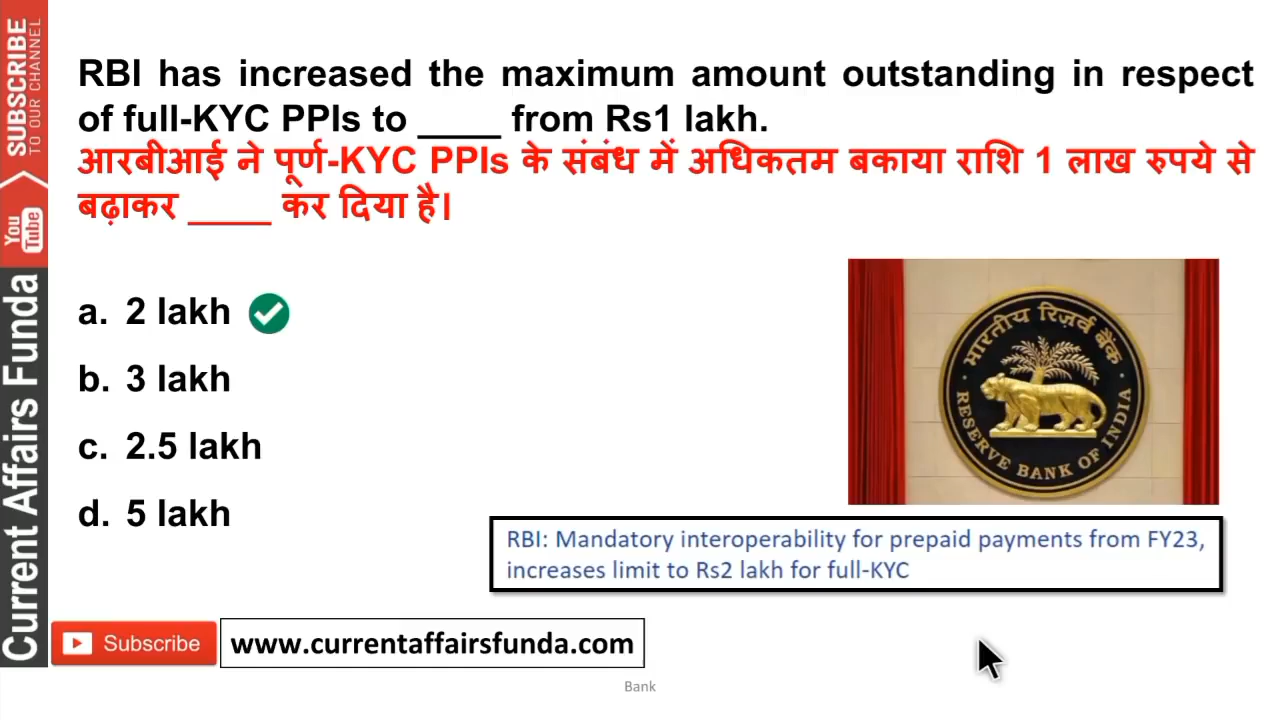 RBI has increased the maximum amount outstanding in respect
of full-KYC PPIs to ____ from Rs1 lakh.
आरबीआई ने पूर्ण-KYC PPIs के संबंध में अधिकतम बकाया राशि 1 लाख रुपये से
बढ़ाकर ____ कर दिया है।
a. 2 lakh
b. 3 lakh
c. 2.5 lakh
d. 5 lakh
भारतीय रिज़र्व बैंक
RESERVE BANK OF INDIA
RBI: Mandatory interoperability for prepaid payments from FY23,
increases limit to Rs2 lakh for full-KYC
Subscribe
www.currentaffairsfunda.com
Bank
SUBSCRIBE
TO OUR CHANNEL
You
Tube
Current Affairs Funda